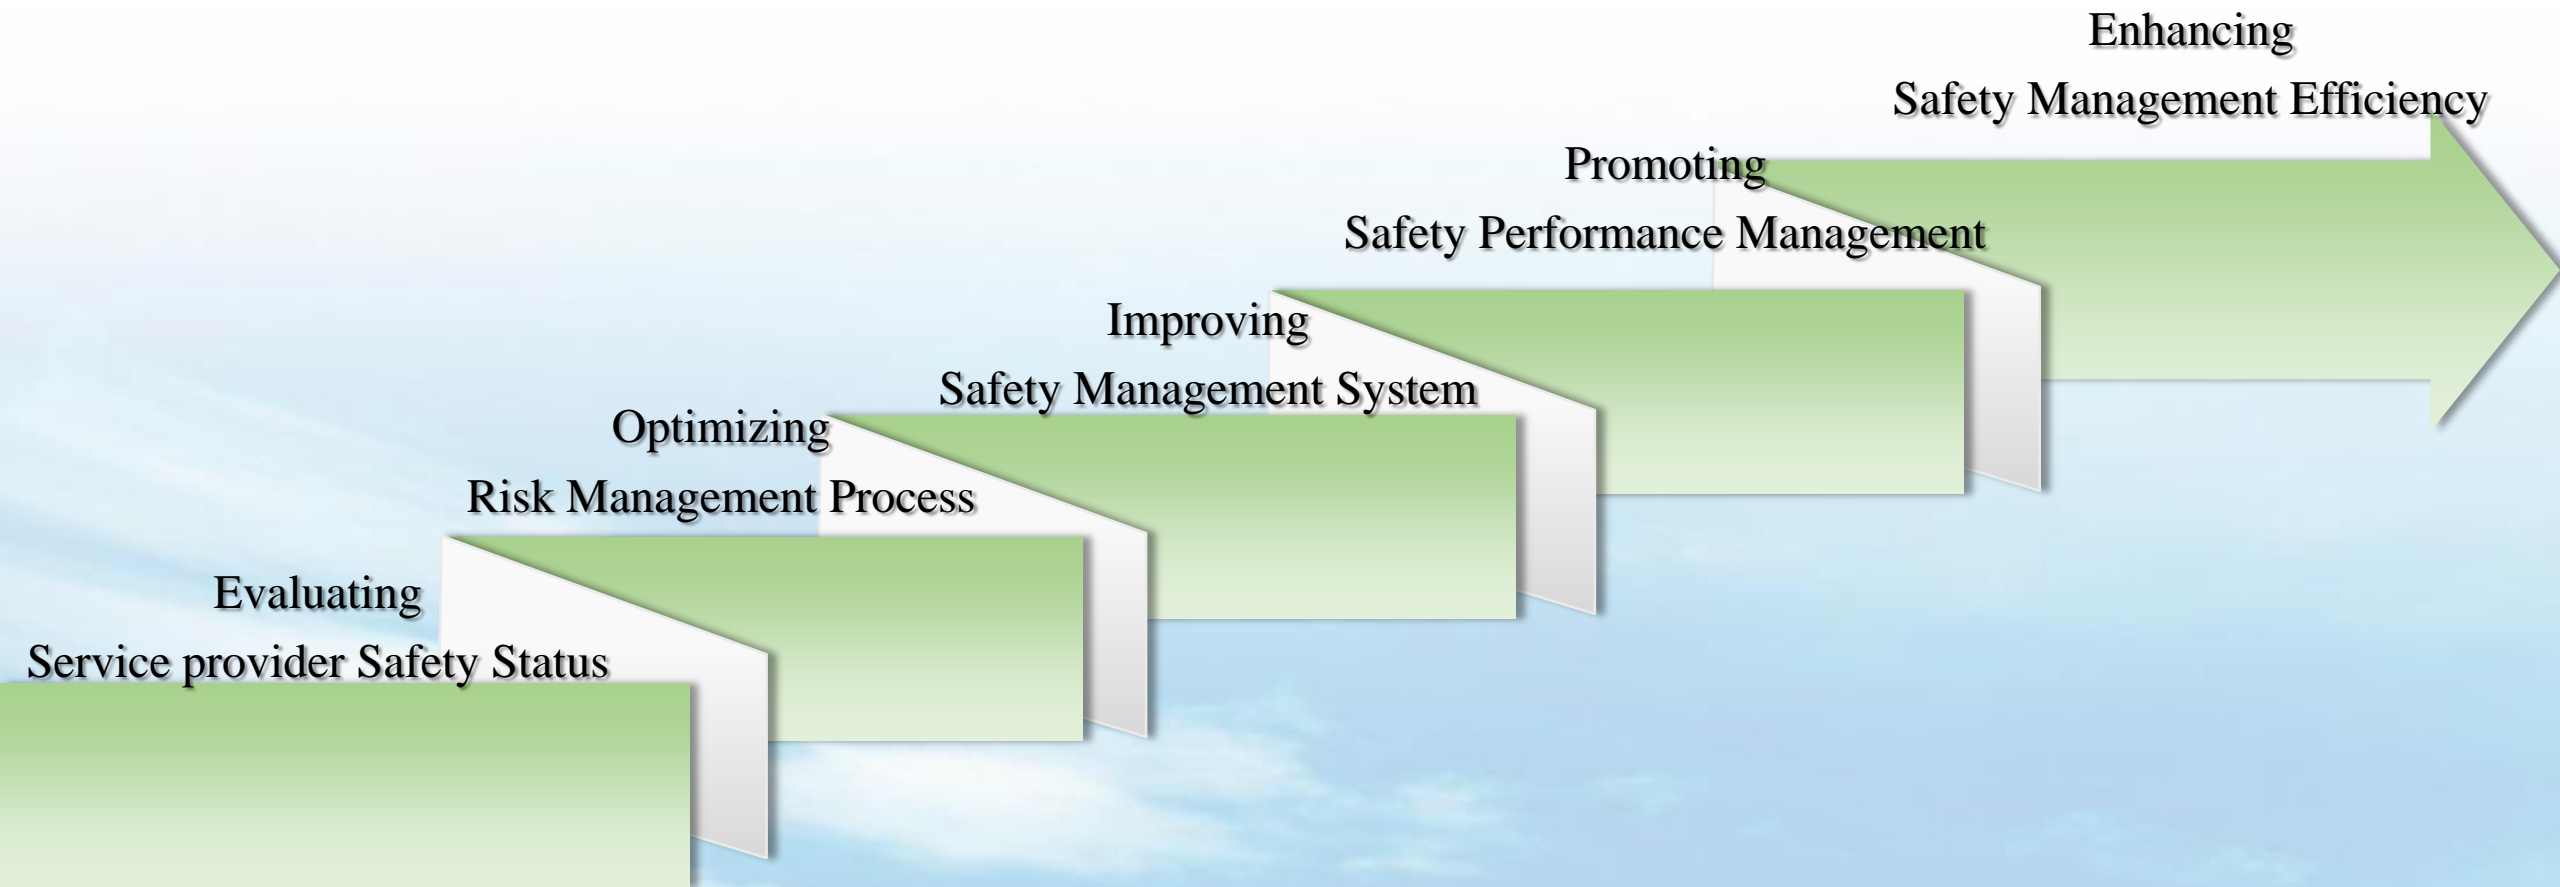 Enhancing
Safety Management Efficiency
Promoting
Safety Performance Management
Improving
Safety Management System
Optimizing
Risk Management Process
Evaluating
Service provider Safety Status